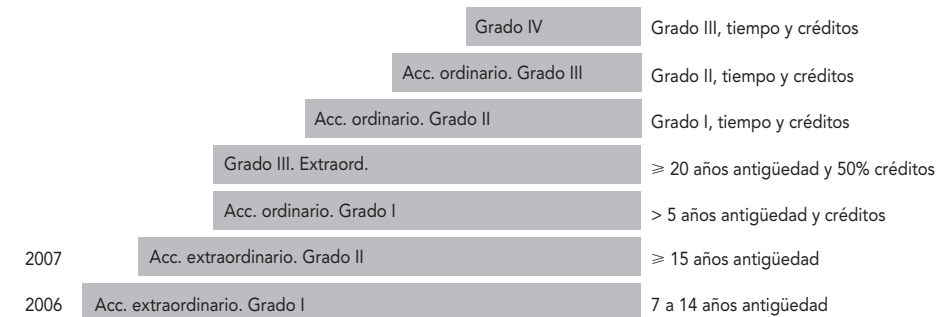 Grado IV Grado III, tiempo y créditos
Acc. ordinario. Grado III Grado II, tiempo y créditos
Acc. ordinario. Grado II Grado I, tiempo y créditos
Grado III. Extraord. ⩾ 20 años antigüedad y 50% créditos
Acc. ordinario. Grado I > 5 años antigüedad y créditos
2007 Acc. extraordinario. Grado II ⩾ 15 años antigüedad
2006 Acc. extraordinario. Grado I 7 a 14 años antigüedad